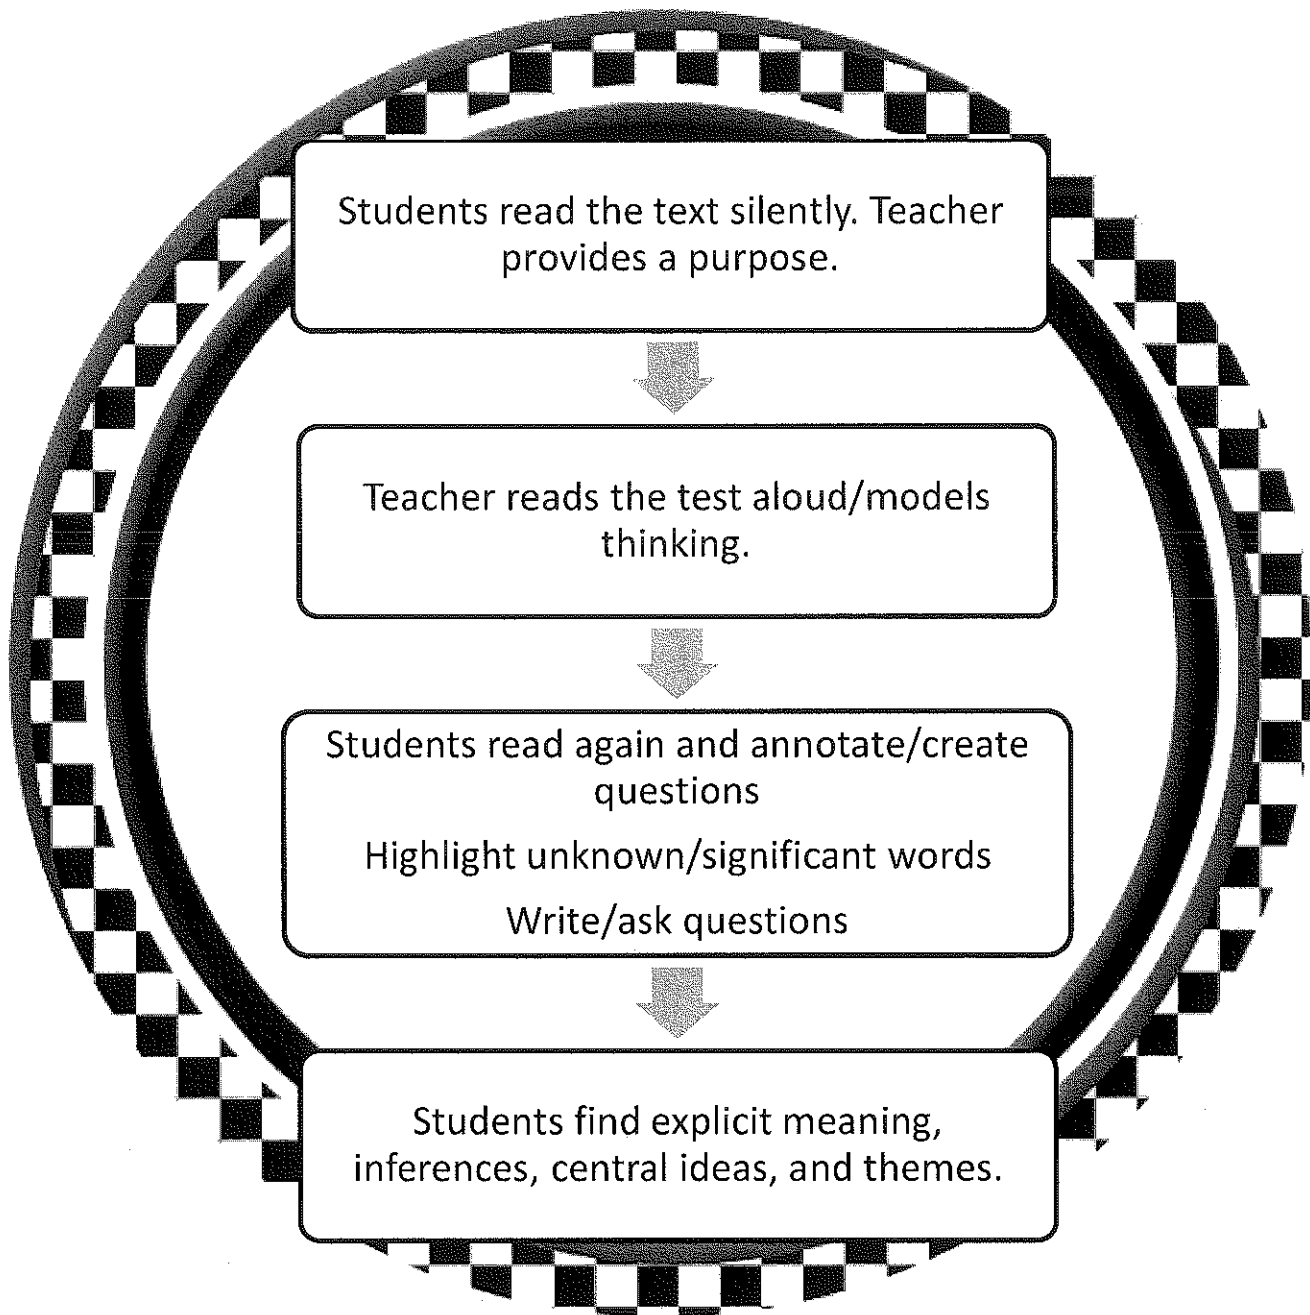 Students read the text silently. Teacher
provides a purpose.
Teacher reads the test aloud/models
thinking.
Students read again and annotate/create
questions
Highlight unknown/significant words
Write/ask questions
Students find explicit meaning,
inferences, central ideas, and themes.